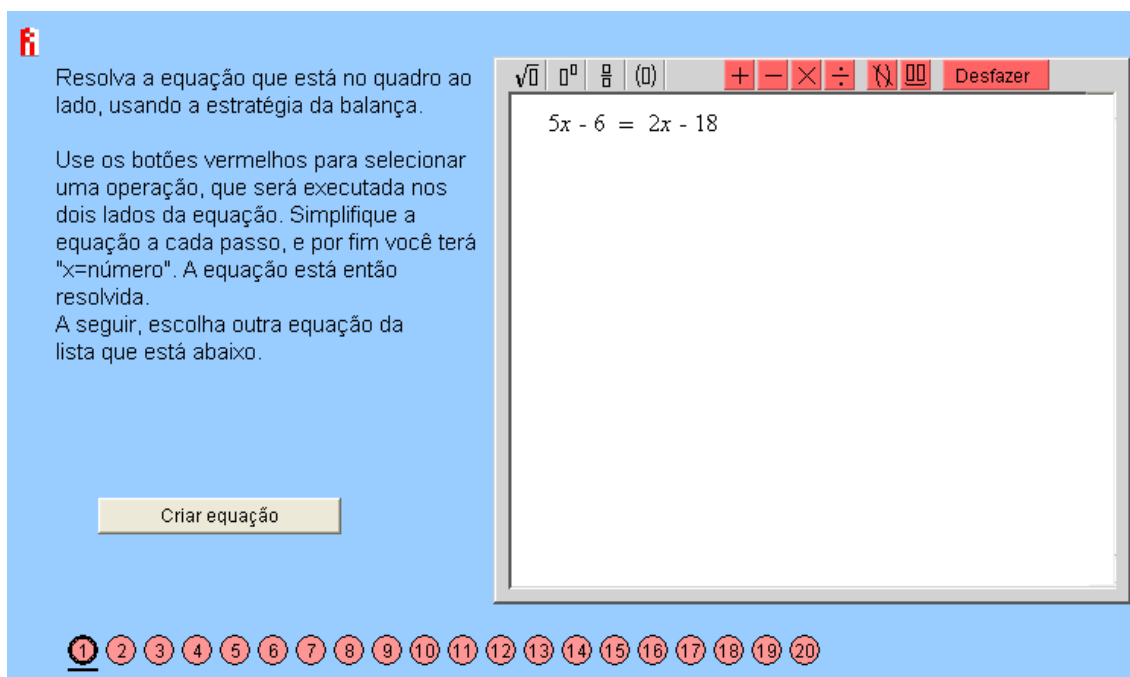 Resolva a equação que está no quadro ao
lado, usando a estratégia da balança.
Use os botões vermelhos para selecionar
uma operação, que será executada nos
dois lados da equação. Simplifique a
equação a cada passo, e por fim você terá
"x=número". A equação está então
resolvida.
A seguir, escolha outra equação da
lista que está abaixo.
Criar equação
√▯ ▯^▯ ▯/▯ (▯) + − × ÷ Desfazer
5x - 6 = 2x - 18
1 2 3 4 5 6 7 8 9 10 11 12 13 14 15 16 17 18 19 20